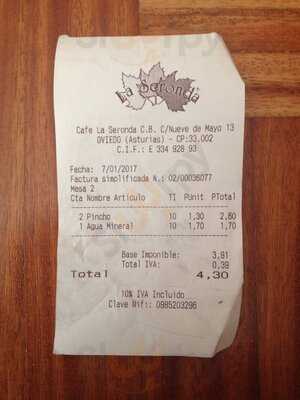 La Seronda
Cafe La Seronda C.B. C/Nueve de Mayo 13
OVIEDO (Asturias) - CP:33.002
C.I.F.: E 334 928 93
Fecha: 7/01/2017
Factura simplificada N.: 02/00036077
Mesa 2
Cta Nombre Articulo TI PUnit PTotal
2 Pincho 10 1,30 2,60
1 Agua Mineral 10 1,70 1,70
Base Imponible: 3,91
Total IVA: 0,39
Total 4,30
10% IVA Incluido
Clave Wifi: 0985203296